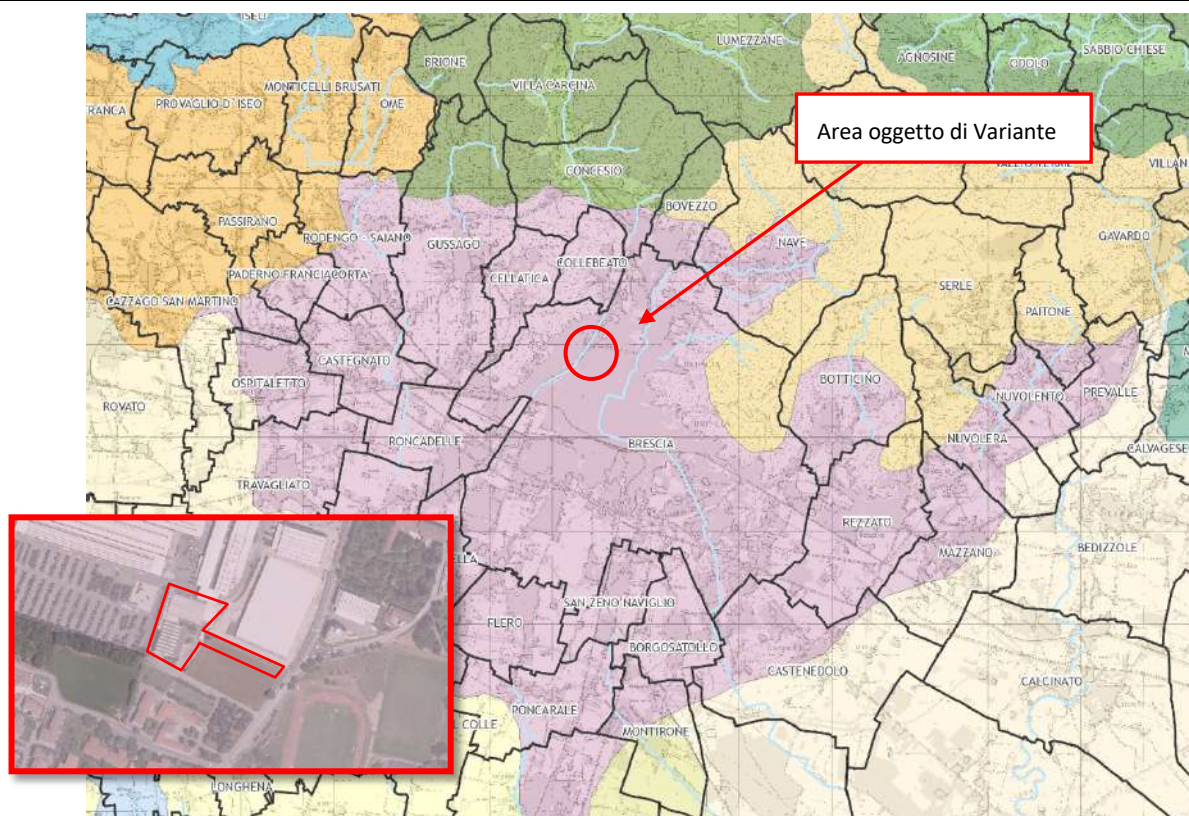 ISEO
LUMEZZANE
AGNOSINE
SABBIO CHIESE
ODOLO
BRIONE
VILLA CARCINA
MONTICELLI BRUSATI
OME
PROVAGLIO D`ISEO
Area oggetto di Variante
CONCESIO
VILLAN
BOVEZZO
PASSIRANO
RODENGO - SAIANO
GUSSAGO
NAVE
GAVARDO
COLLEBEATO
CELLATICA
PADERNO FRANCIACORTA
SERLE
CAZZAGO SAN MARTINO
PAITONE
CASTEGNATO
OSPITALETTO
BOTTICINO
NUVOLENTO
PREVALLE
ROVATO
RONCADELLE
BRESCIA
NUVOLERA
CALVAGESE
TRAVAGLIATO
REZZATO
MAZZANO
BEDIZZOLE
ELLA
SAN ZENO NAVIGLIO
FLERO
BORGOSATOLLO
CASTENEDOLO
CALCINATO
PONCARALE
COLLE
MONTIRONE
LONGHENA